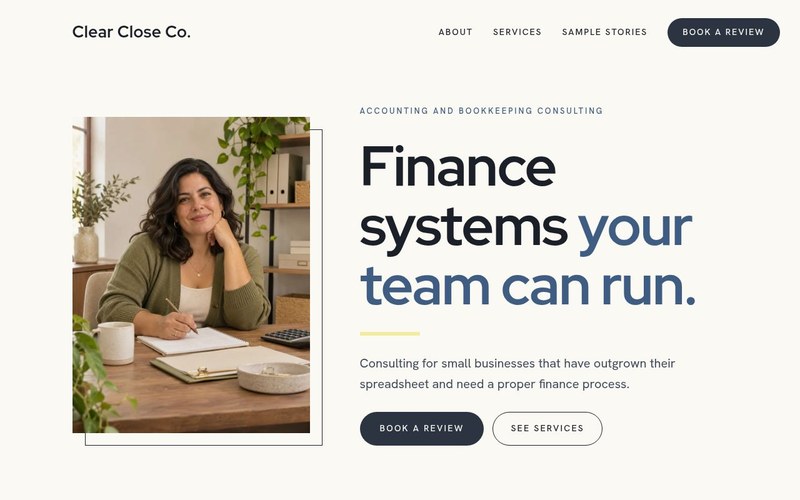 Clear Close Co.
ABOUT SERVICES SAMPLE STORIES BOOK A REVIEW
ACCOUNTING AND BOOKKEEPING CONSULTING
Finance
systems your
team can run.
Consulting for small businesses that have outgrown their
spreadsheet and need a proper finance process.
BOOK A REVIEW SEE SERVICES